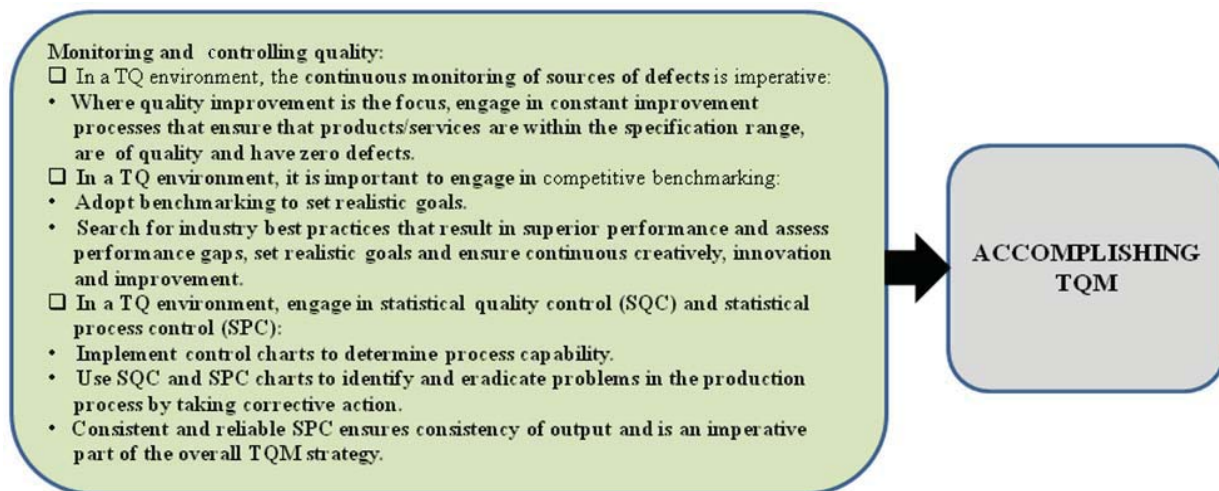 Monitoring and controlling quality:
❑ In a TQ environment, the continuous monitoring of sources of defects is imperative:
• Where quality improvement is the focus, engage in constant improvement
processes that ensure that products/services are within the specification range,
are of quality and have zero defects.
❑ In a TQ environment, it is important to engage in competitive benchmarking:
• Adopt benchmarking to set realistic goals.
• Search for industry best practices that result in superior performance and assess
performance gaps, set realistic goals and ensure continuous creatively, innovation
and improvement.
❑ In a TQ environment, engage in statistical quality control (SQC) and statistical
process control (SPC):
• Implement control charts to determine process capability.
• Use SQC and SPC charts to identify and eradicate problems in the production
process by taking corrective action.
• Consistent and reliable SPC ensures consistency of output and is an imperative
part of the overall TQM strategy.
ACCOMPLISHING
TQM